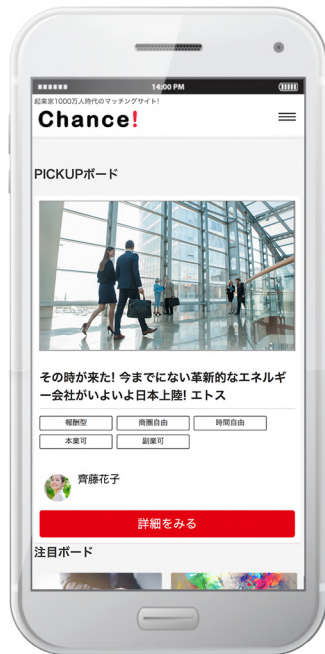 14:00 PM
起業家1000万人時代のマッチングサイト!
Chance!
PICKUPボード
その時が来た! 今までにない革新的なエネルギ
ー会社がいよいよ日本上陸! エトス
報酬型 商圏自由 時間自由
本業可 副業可
齊藤花子
詳細をみる
注目ボード